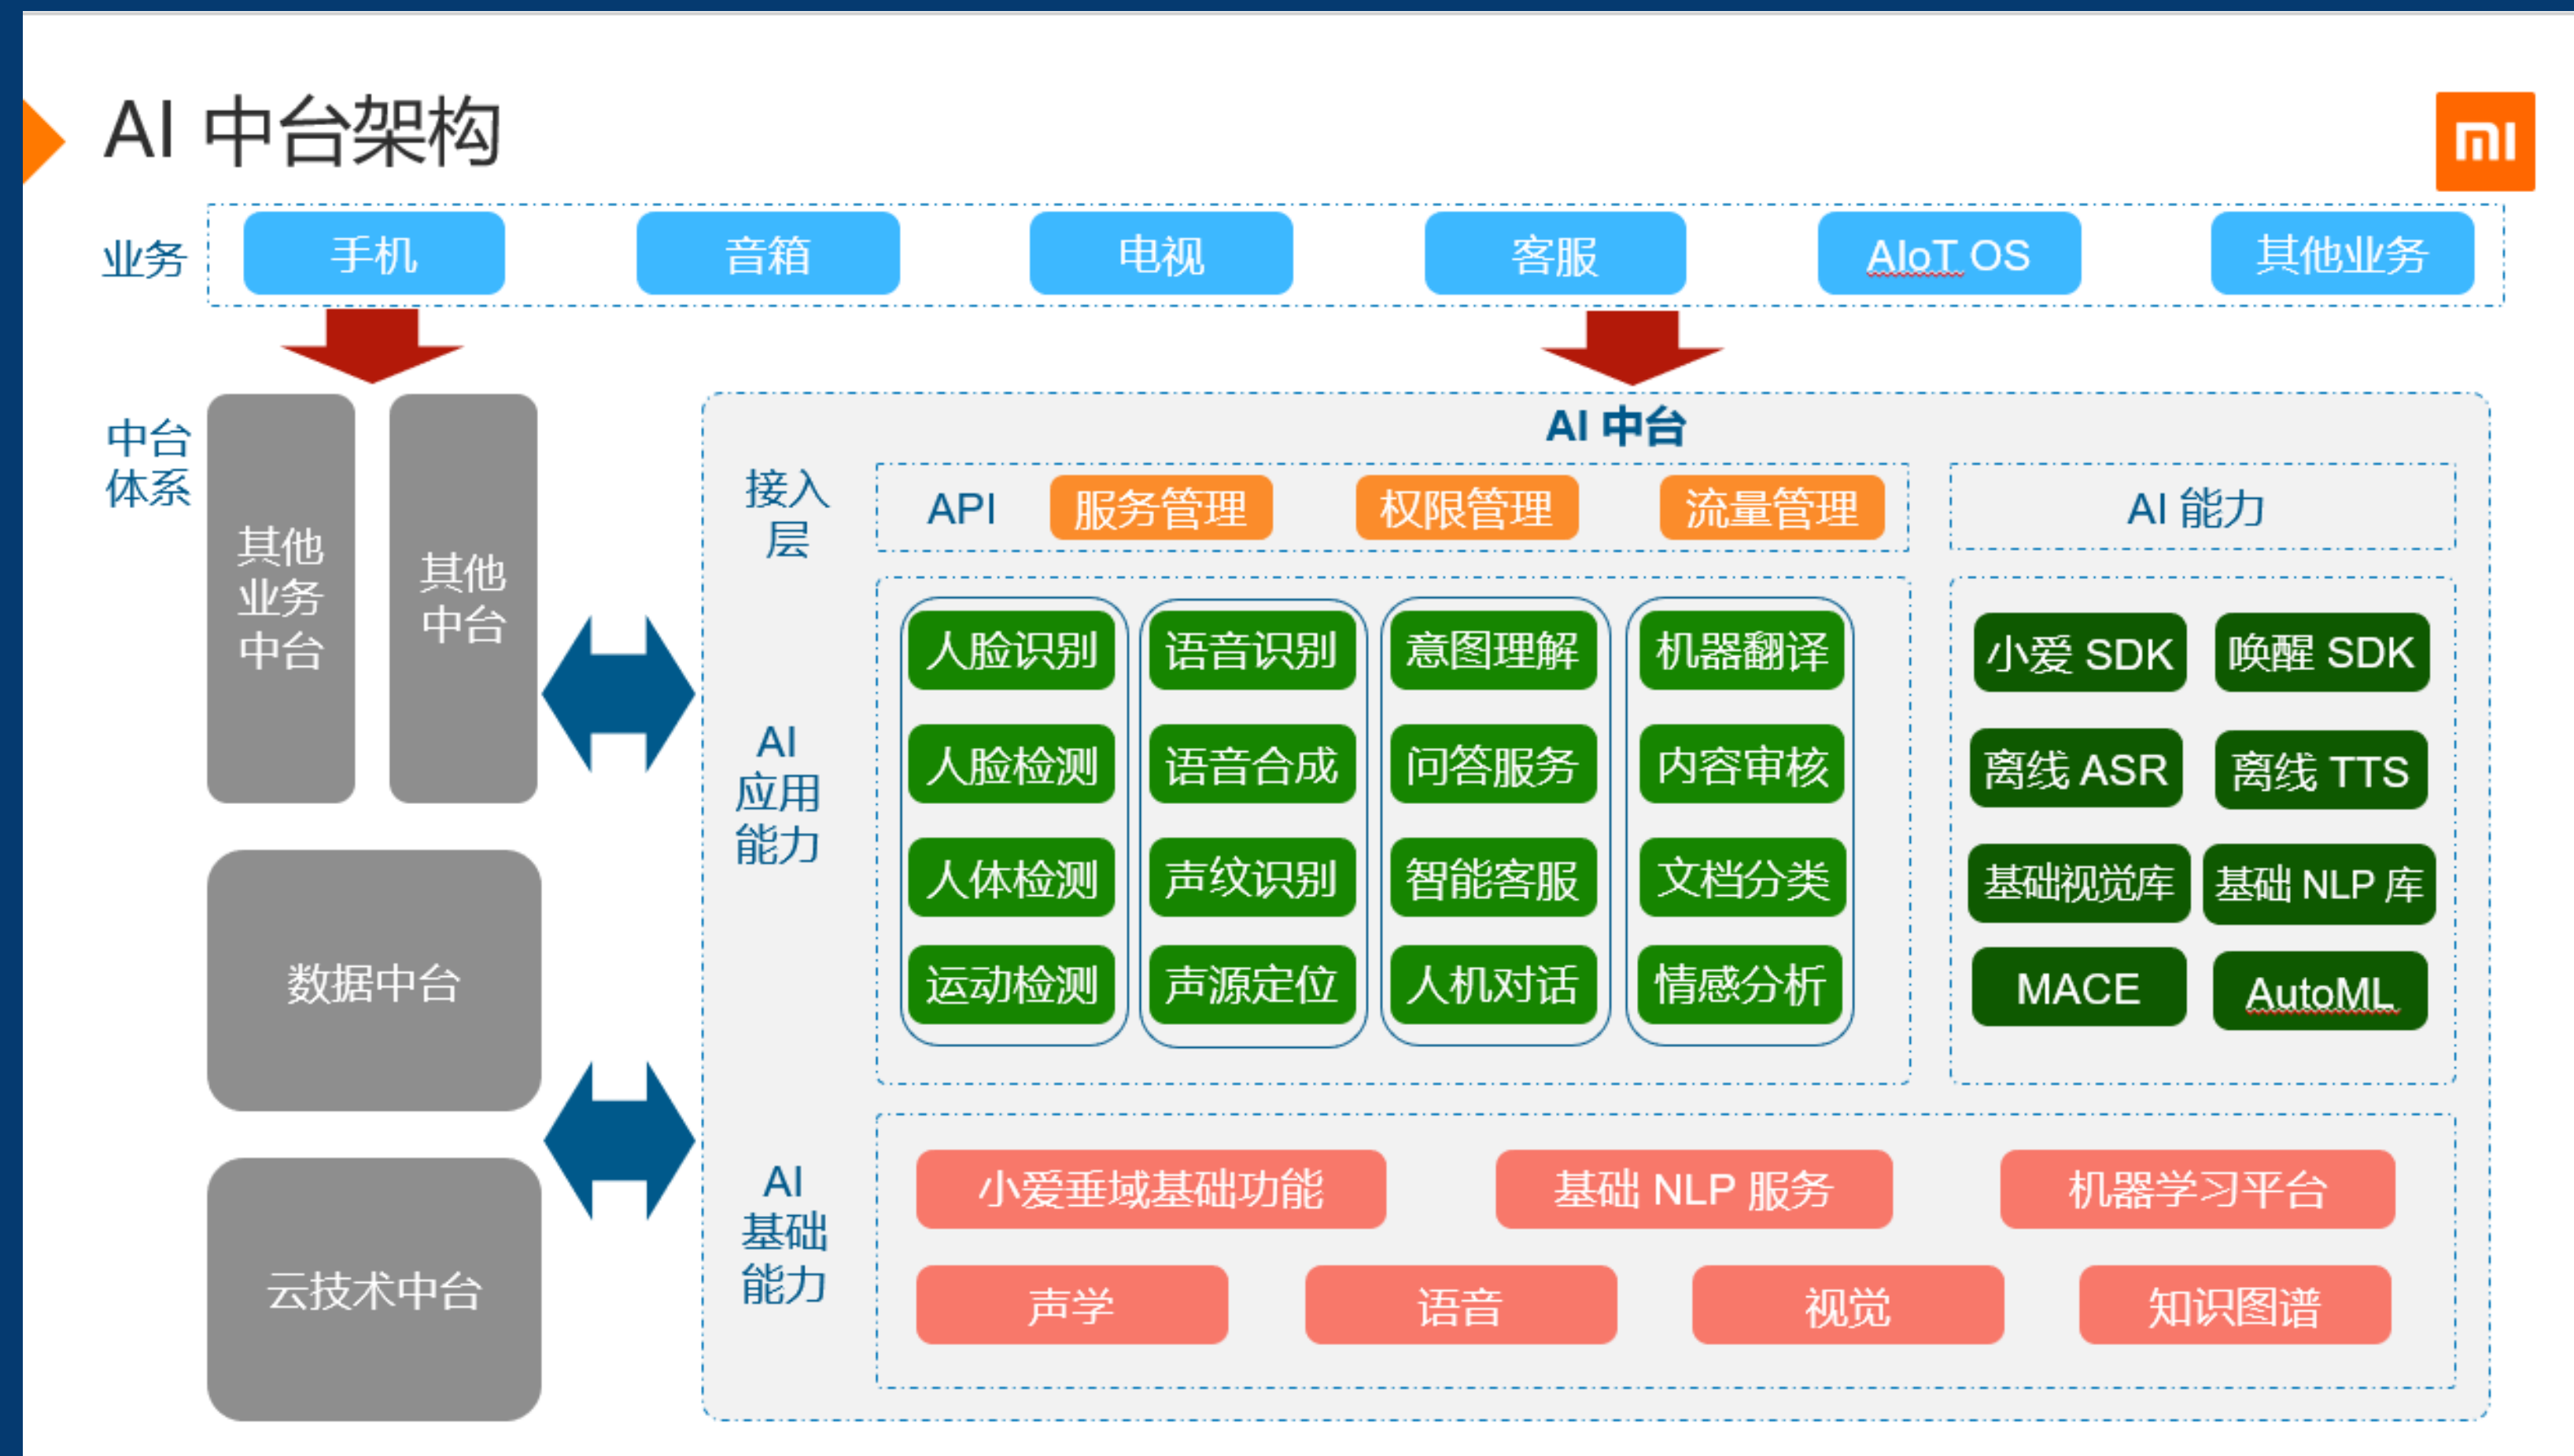 AI 中台架构
mi
业务
手机
音箱
电视
客服
AIoT OS
其他业务
中台
体系
其他
业务
中台
其他
中台
数据中台
云技术中台
AI 中台
接入
层
API
服务管理
权限管理
流量管理
AI 能力
AI
应用
能力
人脸识别
语音识别
意图理解
机器翻译
人脸检测
语音合成
问答服务
内容审核
人体检测
声纹识别
智能客服
文档分类
运动检测
声源定位
人机对话
情感分析
小爱 SDK
唤醒 SDK
离线 ASR
离线 TTS
基础视觉库
基础 NLP 库
MACE
AutoML
AI
基础
能力
小爱垂域基础功能
基础 NLP 服务
机器学习平台
声学
语音
视觉
知识图谱